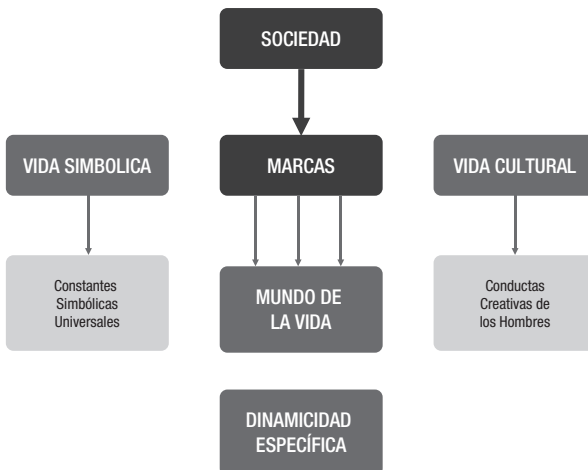 SOCIEDAD
VIDA SIMBOLICA
MARCAS
VIDA CULTURAL
Constantes
Simbólicas
Universales
MUNDO DE
LA VIDA
Conductas
Creativas de
los Hombres
DINAMICIDAD
ESPECÍFICA